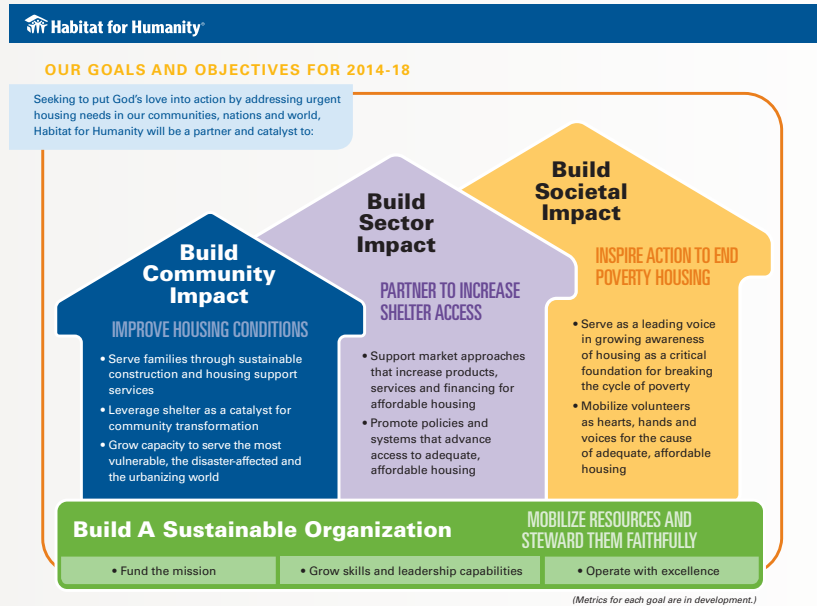 Habitat for Humanity®
OUR GOALS AND OBJECTIVES FOR 2014-18
Seeking to put God's love into action by addressing urgent
housing needs in our communities, nations and world,
Habitat for Humanity will be a partner and catalyst to:
Build
Community
Impact
IMPROVE HOUSING CONDITIONS
• Serve families through sustainable
construction and housing support
services
• Leverage shelter as a catalyst for
community transformation
• Grow capacity to serve the most
vulnerable, the disaster-affected and
the urbanizing world
Build
Sector
Impact
PARTNER TO INCREASE
SHELTER ACCESS
• Support market approaches
that increase products,
services and financing for
affordable housing
• Promote policies and
systems that advance
access to adequate,
affordable housing
Build
Societal
Impact
INSPIRE ACTION TO END
POVERTY HOUSING
• Serve as a leading voice
in growing awareness
of housing as a critical
foundation for breaking
the cycle of poverty
• Mobilize volunteers
as hearts, hands and
voices for the cause
of adequate, affordable
housing
Build A Sustainable Organization
MOBILIZE RESOURCES AND
STEWARD THEM FAITHFULLY
• Fund the mission
• Grow skills and leadership capabilities
• Operate with excellence
(Metrics for each goal are in development.)